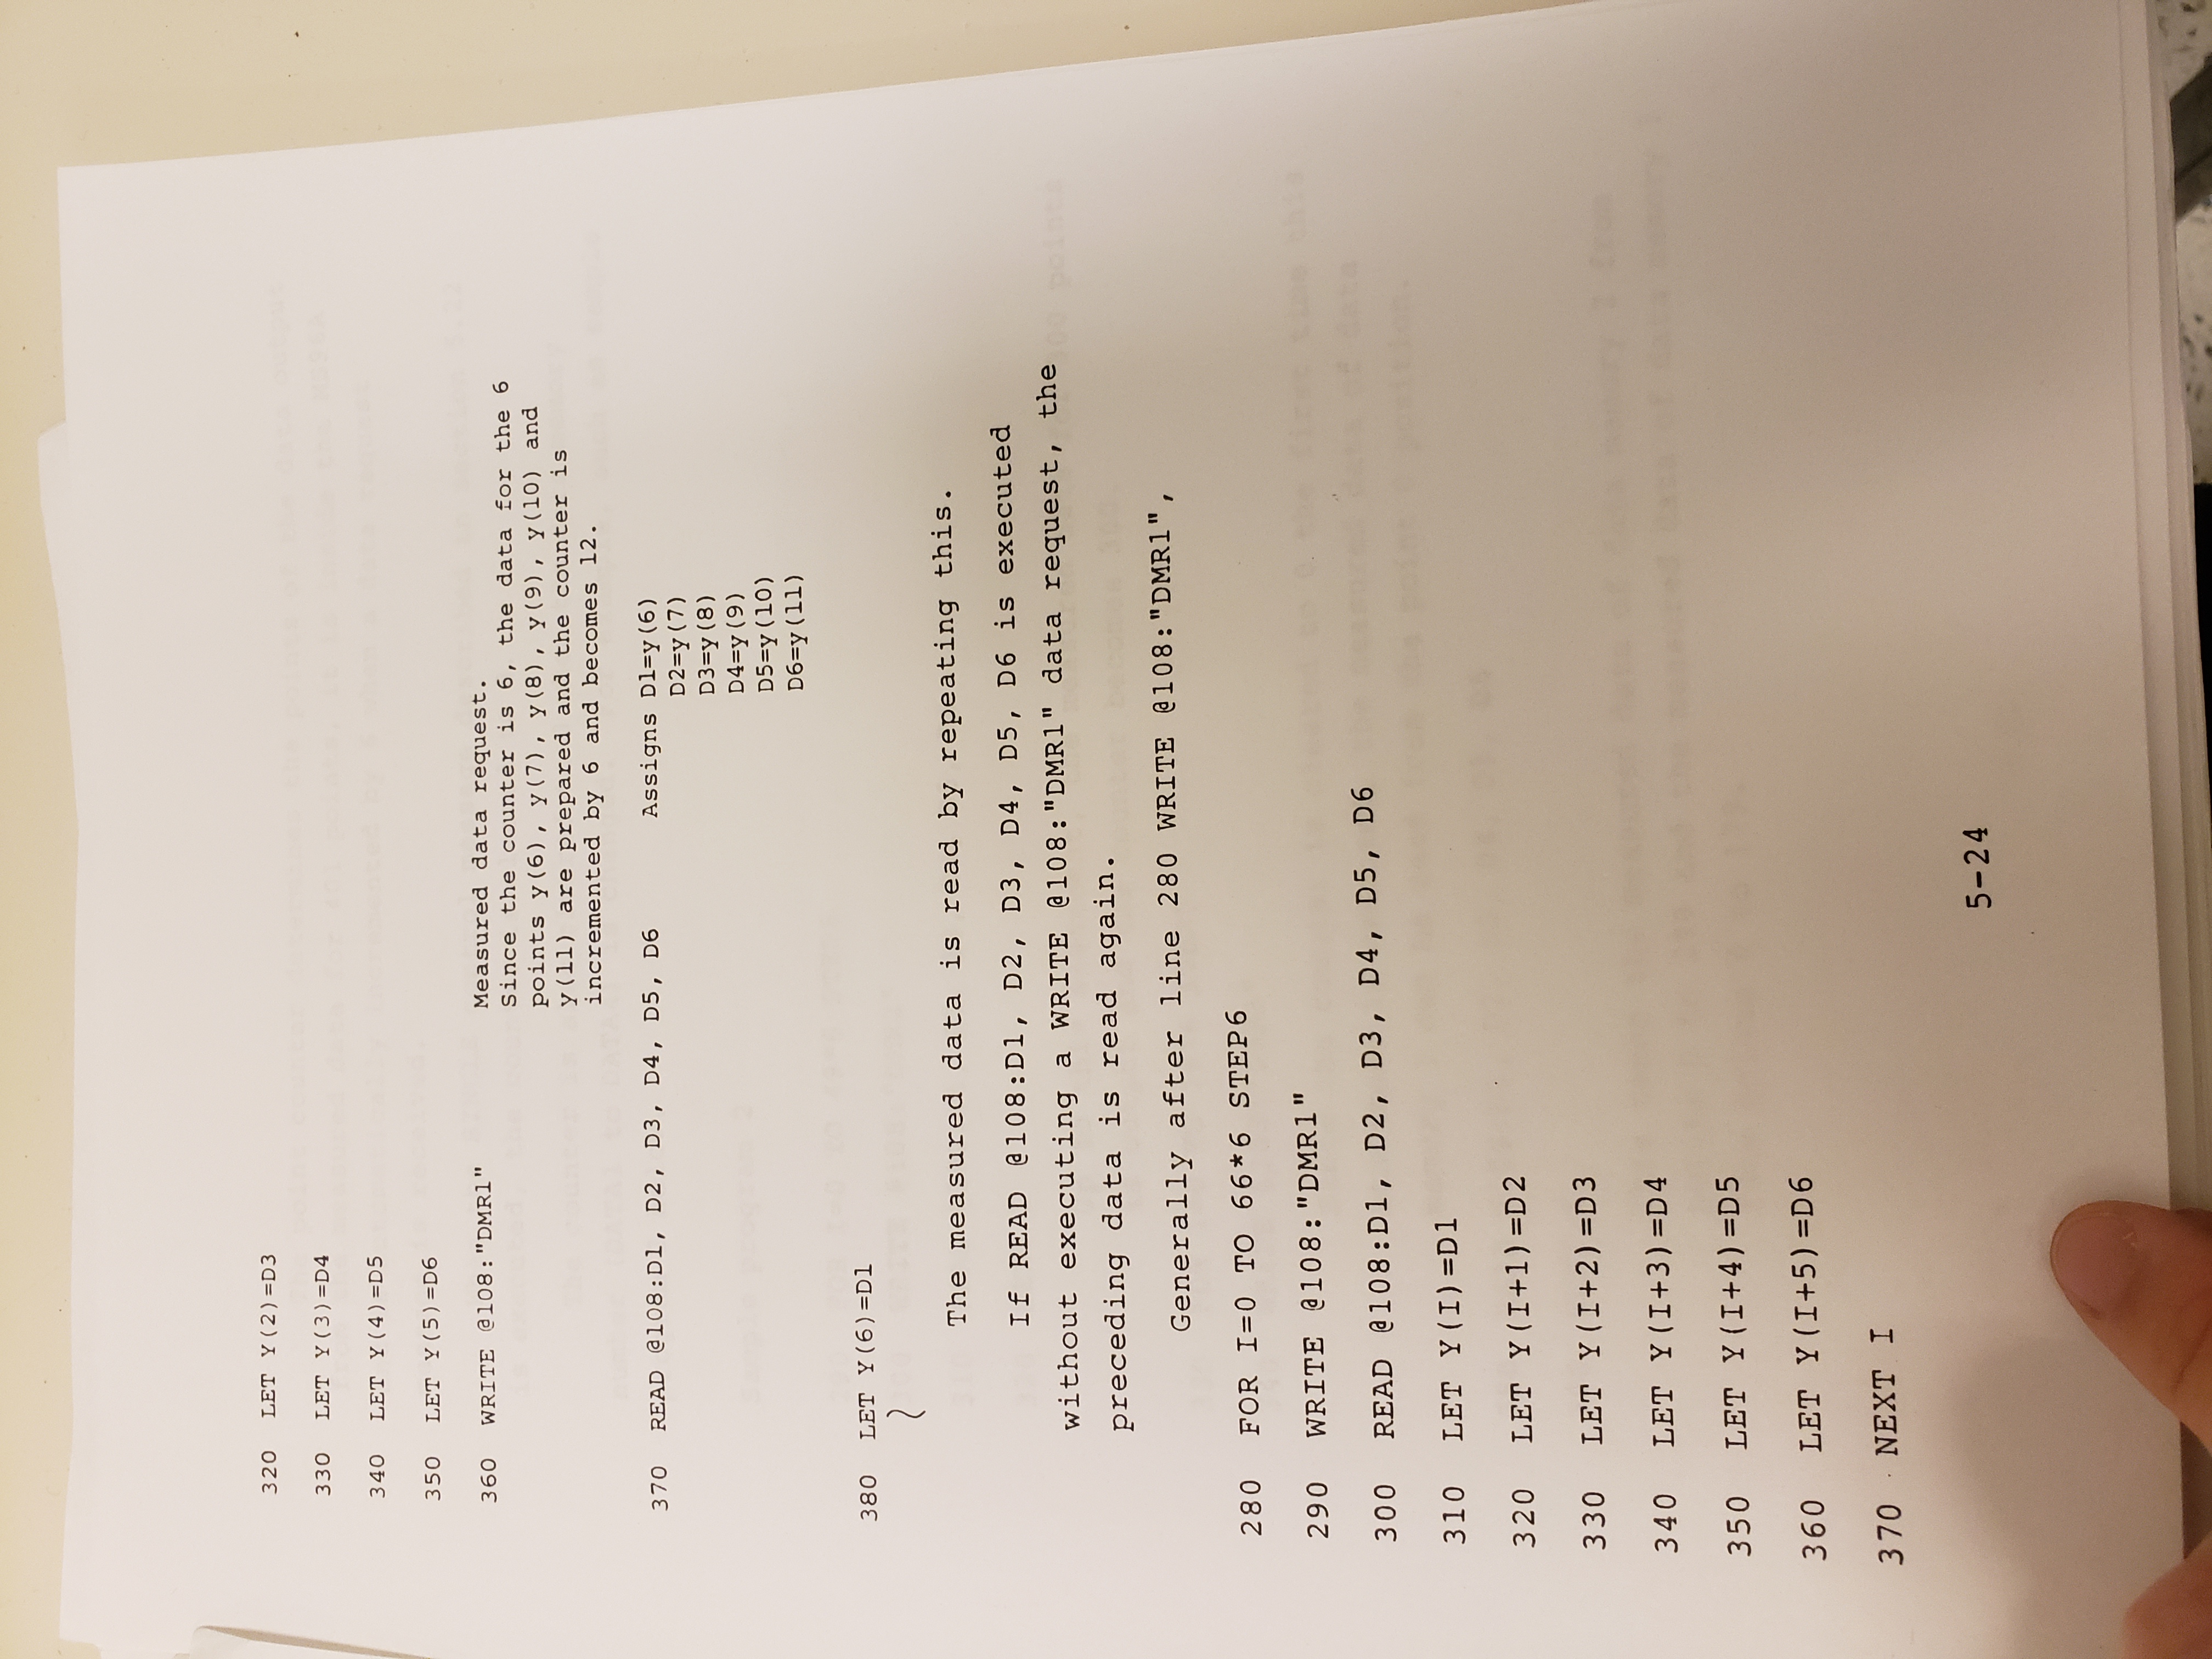 320 LET Y(2)=D3
330 LET Y(3)=D4
340 LET Y(4)=D5
350 LET Y(5)=D6
360 WRITE @108:"DMR1" Measured data request.
Since the counter is 6, the data for the 6
points y(6), y(7), y(8), y(9), y(10) and
y(11) are prepared and the counter is
incremented by 6 and becomes 12.
370 READ @108:D1, D2, D3, D4, D5, D6 Assigns D1=y(6)
D2=y(7)
D3=y(8)
D4=y(9)
D5=y(10)
D6=y(11)
380 LET Y(6)=D1
The measured data is read by repeating this.
If READ @108:D1, D2, D3, D4, D5, D6 is executed
without executing a WRITE @108:"DMR1" data request, the
preceding data is read again.
Generally after line 280 WRITE @108:"DMR1",
280 FOR I=0 TO 66*6 STEP6
290 WRITE @108:"DMR1"
300 READ @108:D1, D2, D3, D4, D5, D6
310 LET Y(I)=D1
320 LET Y(I+1)=D2
330 LET Y(I+2)=D3
340 LET Y(I+3)=D4
350 LET Y(I+4)=D5
360 LET Y(I+5)=D6
370 NEXT I
5-24